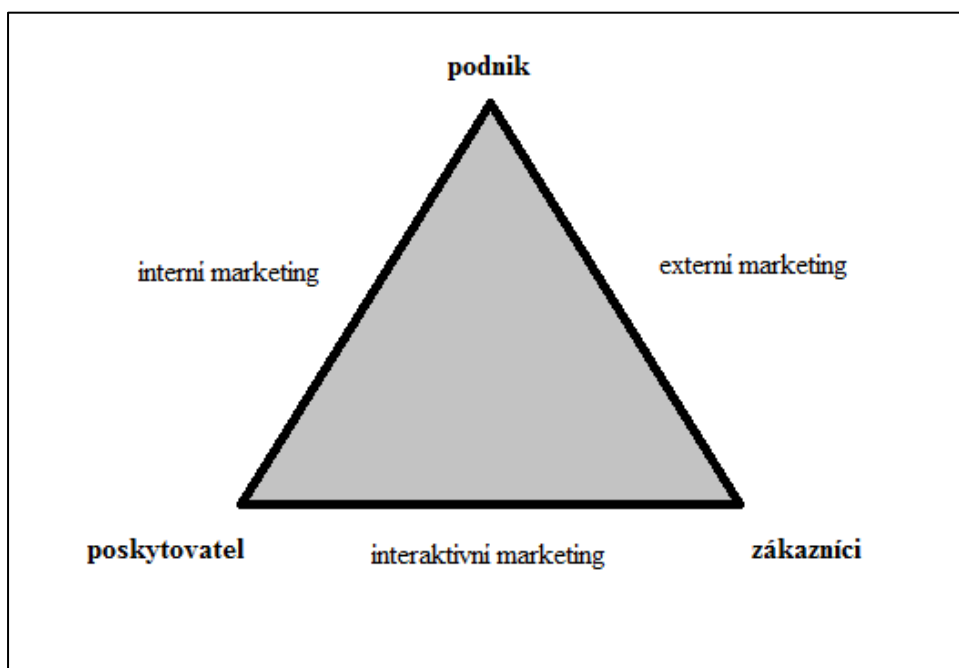 podnik
interní marketing
externí marketing
poskytovatel
interaktivní marketing
zákazníci